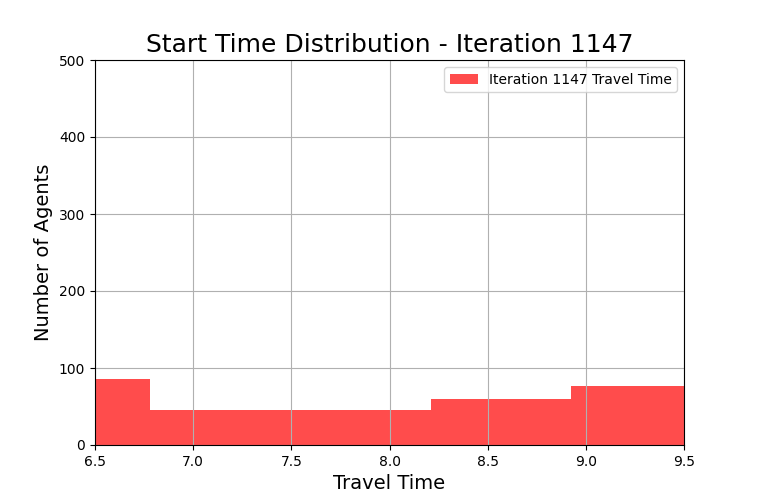 Start Time Distribution - Iteration 1147
500
400
300
200
100
0
Number of Agents
Iteration 1147 Travel Time
6.5 7.0 7.5 8.0 8.5 9.0 9.5
Travel Time